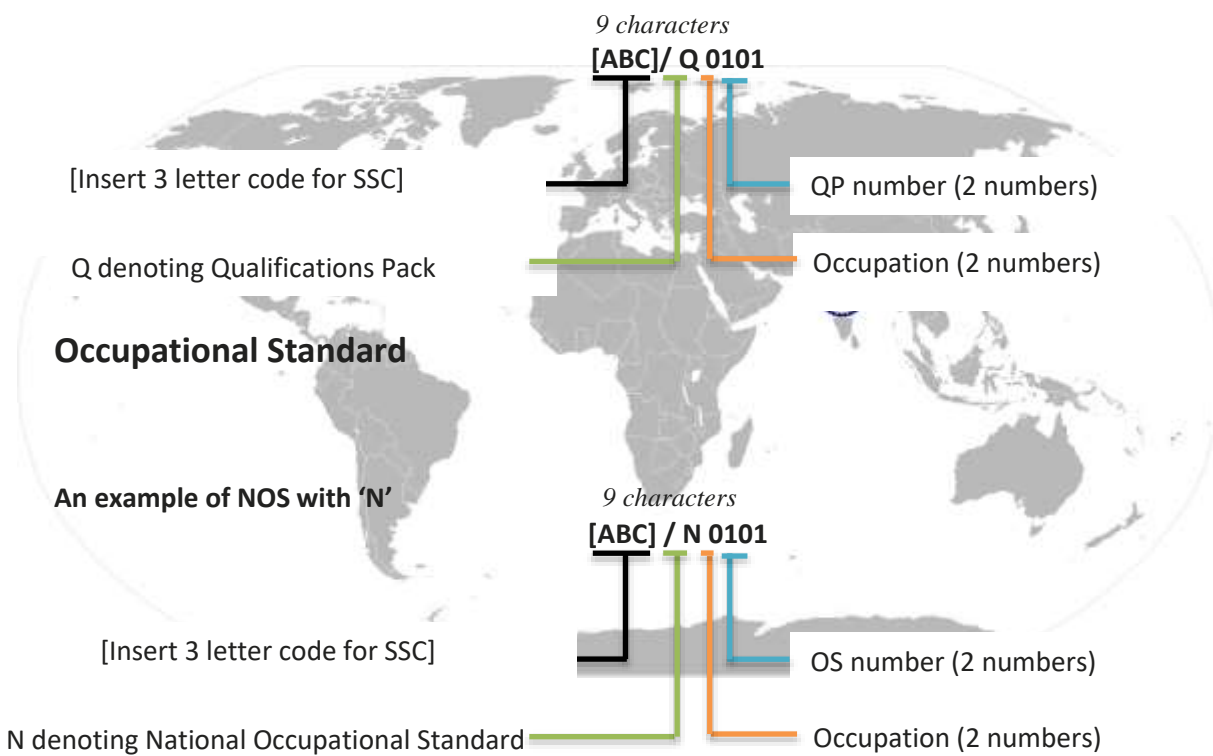 9 characters
[ABC]/ Q 0101
[Insert 3 letter code for SSC]
QP number (2 numbers)
Q denoting Qualifications Pack
Occupation (2 numbers)
Occupational Standard
An example of NOS with ‘N’
9 characters
[ABC] / N 0101
[Insert 3 letter code for SSC]
OS number (2 numbers)
N denoting National Occupational Standard
Occupation (2 numbers)